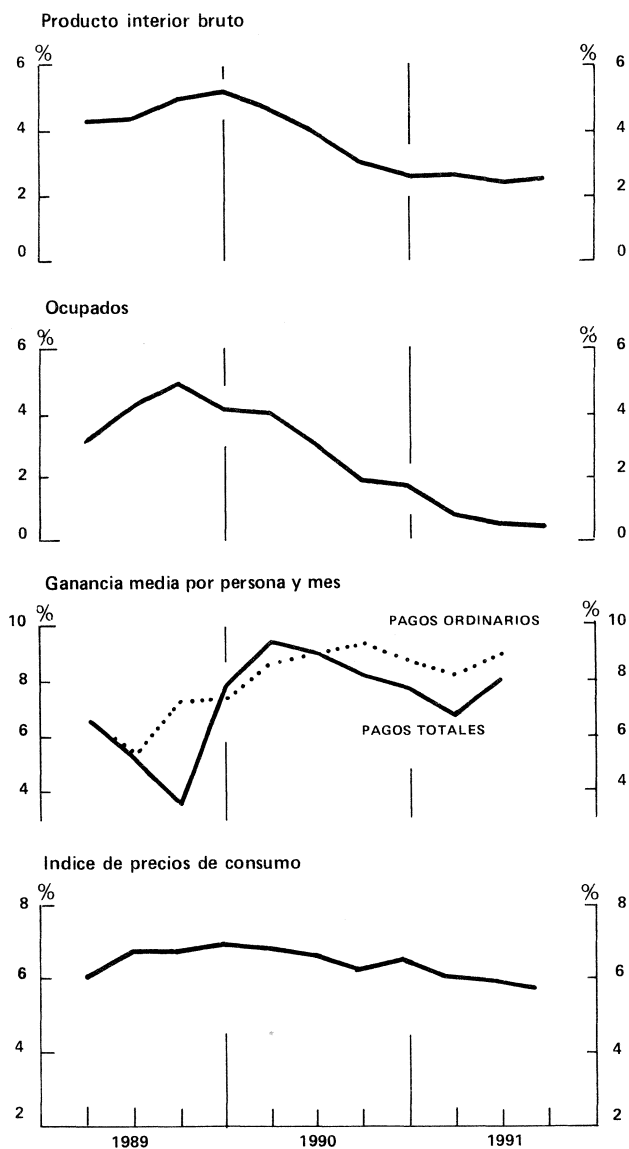 Producto interior bruto
% %
6 6
4 4
2 2
0 0
Ocupados
% %
6 6
4 4
2 2
0 0
Ganancia media por persona y mes
% %
10 10
PAGOS ORDINARIOS
8 8
PAGOS TOTALES
6 6
4 4
Indice de precios de consumo
% %
8 8
6 6
4 4
2 2
1989 1990 1991